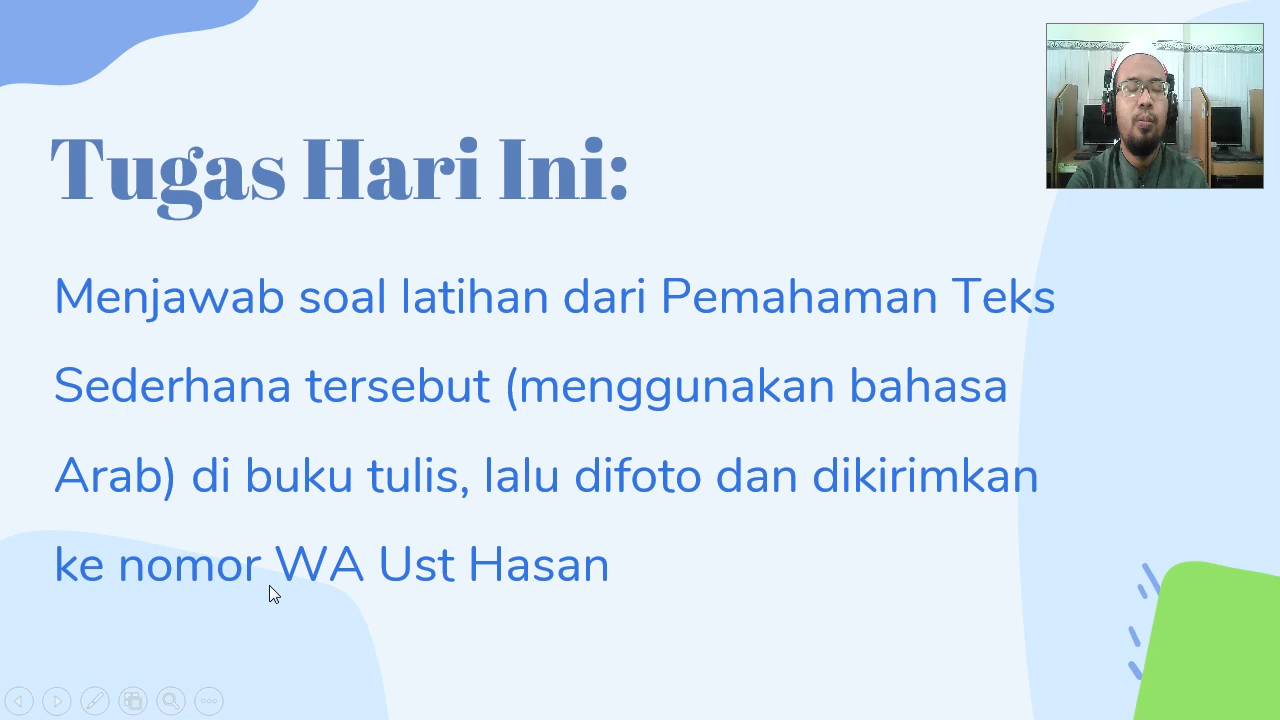 Tugas Hari Ini:
Menjawab soal latihan dari Pemahaman Teks
Sederhana tersebut (menggunakan bahasa
Arab) di buku tulis, lalu difoto dan dikirimkan
ke nomor WA Ust Hasan